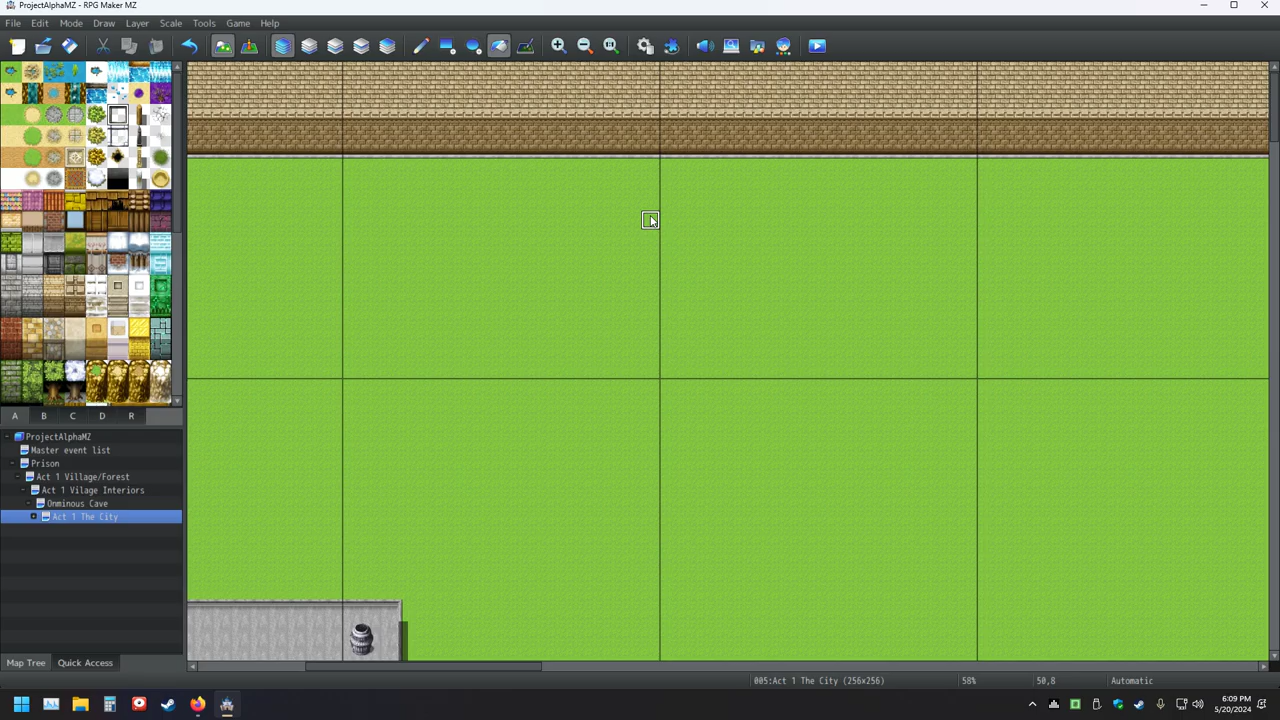 ProjectAlphaMZ - RPG Maker MZ
File Edit Mode Draw Layer Scale Tools Game Help
A B C D R
ProjectAlphaMZ
Master event list
Prison
Act 1 Village/Forest
Act 1 Vilage Interiors
Onminous Cave
Act 1 The City
Map Tree Quick Access
005:Act 1 The City (256x256) 58% 50,8 Automatic
6:09 PM
5/20/2024